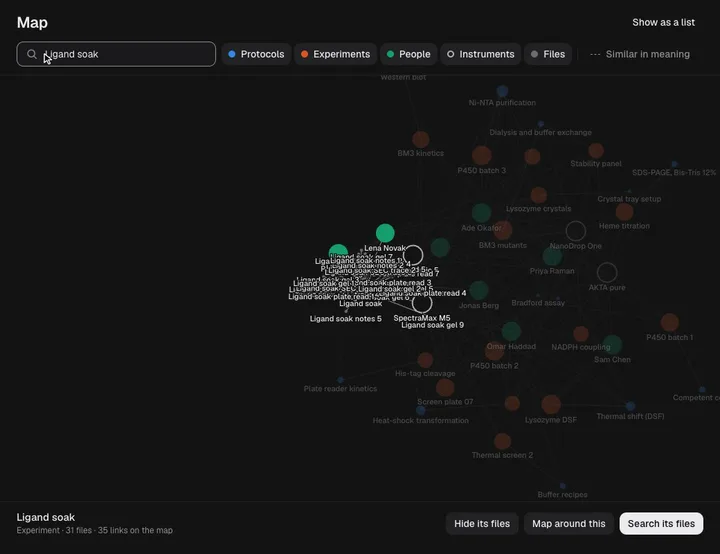 Map
Show as a list
Ligand soak
Protocols
Experiments
People
Instruments
Files
Similar in meaning
Western blot
Ni-NTA purification
Dialysis and buffer exchange
BM3 kinetics
P450 batch 3
Stability panel
SDS-PAGE, Bis-Tris 12%
Crystal tray setup
Lysozyme crystals
Heme titration
Ade Okafor
BM3 mutants
NanoDrop One
Lena Novak
Priya Raman
AKTA pure
Ligand soak plate read 4
Jonas Berg
Bradford assay
Ligand soak
Ligand soak notes 5
SpectraMax M5
Ligand soak gel 9
Omar Haddad
NADPH coupling
P450 batch 1
Sam Chen
P450 batch 2
His-tag cleavage
Plate reader kinetics
Screen plate 07
Competent c
Heat-shock transformation
Lysozyme DSF
Thermal shift (DSF)
Thermal screen 2
Buffer recipes
Ligand soak
Experiment · 31 files · 35 links on the map
Hide its files
Map around this
Search its files